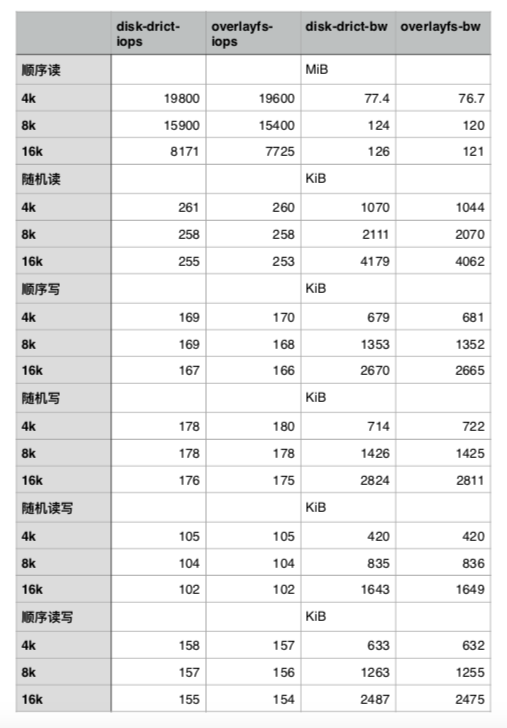 disk-drict-iops overlayfs-iops disk-drict-bw overlayfs-bw
顺序读 MiB
4k 19800 19600 77.4 76.7
8k 15900 15400 124 120
16k 8171 7725 126 121
随机读 KiB
4k 261 260 1070 1044
8k 258 258 2111 2070
16k 255 253 4179 4062
顺序写 KiB
4k 169 170 679 681
8k 169 168 1353 1352
16k 167 166 2670 2665
随机写 KiB
4k 178 180 714 722
8k 178 178 1426 1425
16k 176 175 2824 2811
随机读写 KiB
4k 105 105 420 420
8k 104 104 835 836
16k 102 102 1643 1649
顺序读写 KiB
4k 158 157 633 632
8k 157 156 1263 1255
16k 155 154 2487 2475